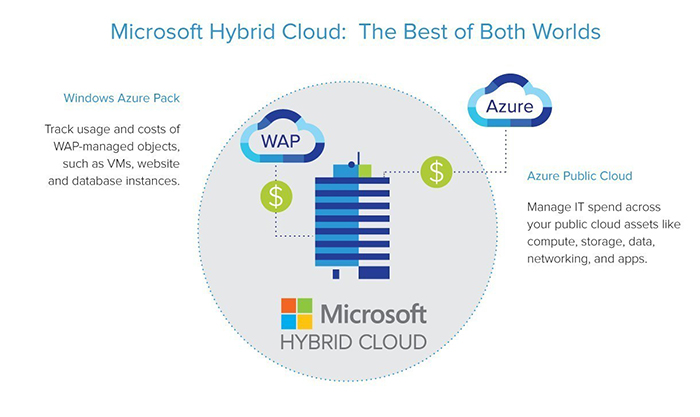 Microsoft Hybrid Cloud: The Best of Both Worlds
Windows Azure Pack
Track usage and costs of
WAP-managed objects,
such as VMs, website
and database instances.
WAP
$
Azure
$
Azure Public Cloud
Manage IT spend across
your public cloud assets like
compute, storage, data,
networking, and apps.
Microsoft
HYBRID CLOUD